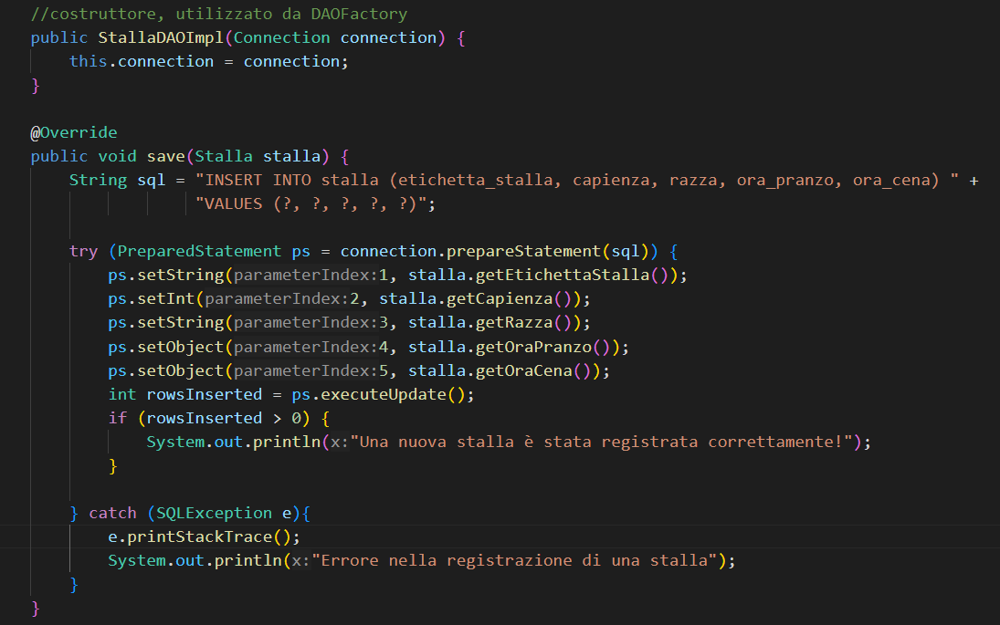 //costruttore, utilizzato da DAOFactory
public StallaDAOImpl(Connection connection) {
    this.connection = connection;
}

@Override
public void save(Stalla stalla) {
    String sql = "INSERT INTO stalla (etichetta_stalla, capienza, razza, ora_pranzo, ora_cena) " +
                 "VALUES (?, ?, ?, ?, ?)";

    try (PreparedStatement ps = connection.prepareStatement(sql)) {
        ps.setString(parameterIndex:1, stalla.getEtichettaStalla());
        ps.setInt(parameterIndex:2, stalla.getCapienza());
        ps.setString(parameterIndex:3, stalla.getRazza());
        ps.setObject(parameterIndex:4, stalla.getOraPranzo());
        ps.setObject(parameterIndex:5, stalla.getOraCena());
        int rowsInserted = ps.executeUpdate();
        if (rowsInserted > 0) {
            System.out.println(x:"Una nuova stalla è stata registrata correttamente!");
        }

    } catch (SQLException e){
        e.printStackTrace();
        System.out.println(x:"Errore nella registrazione di una stalla");
    }
}